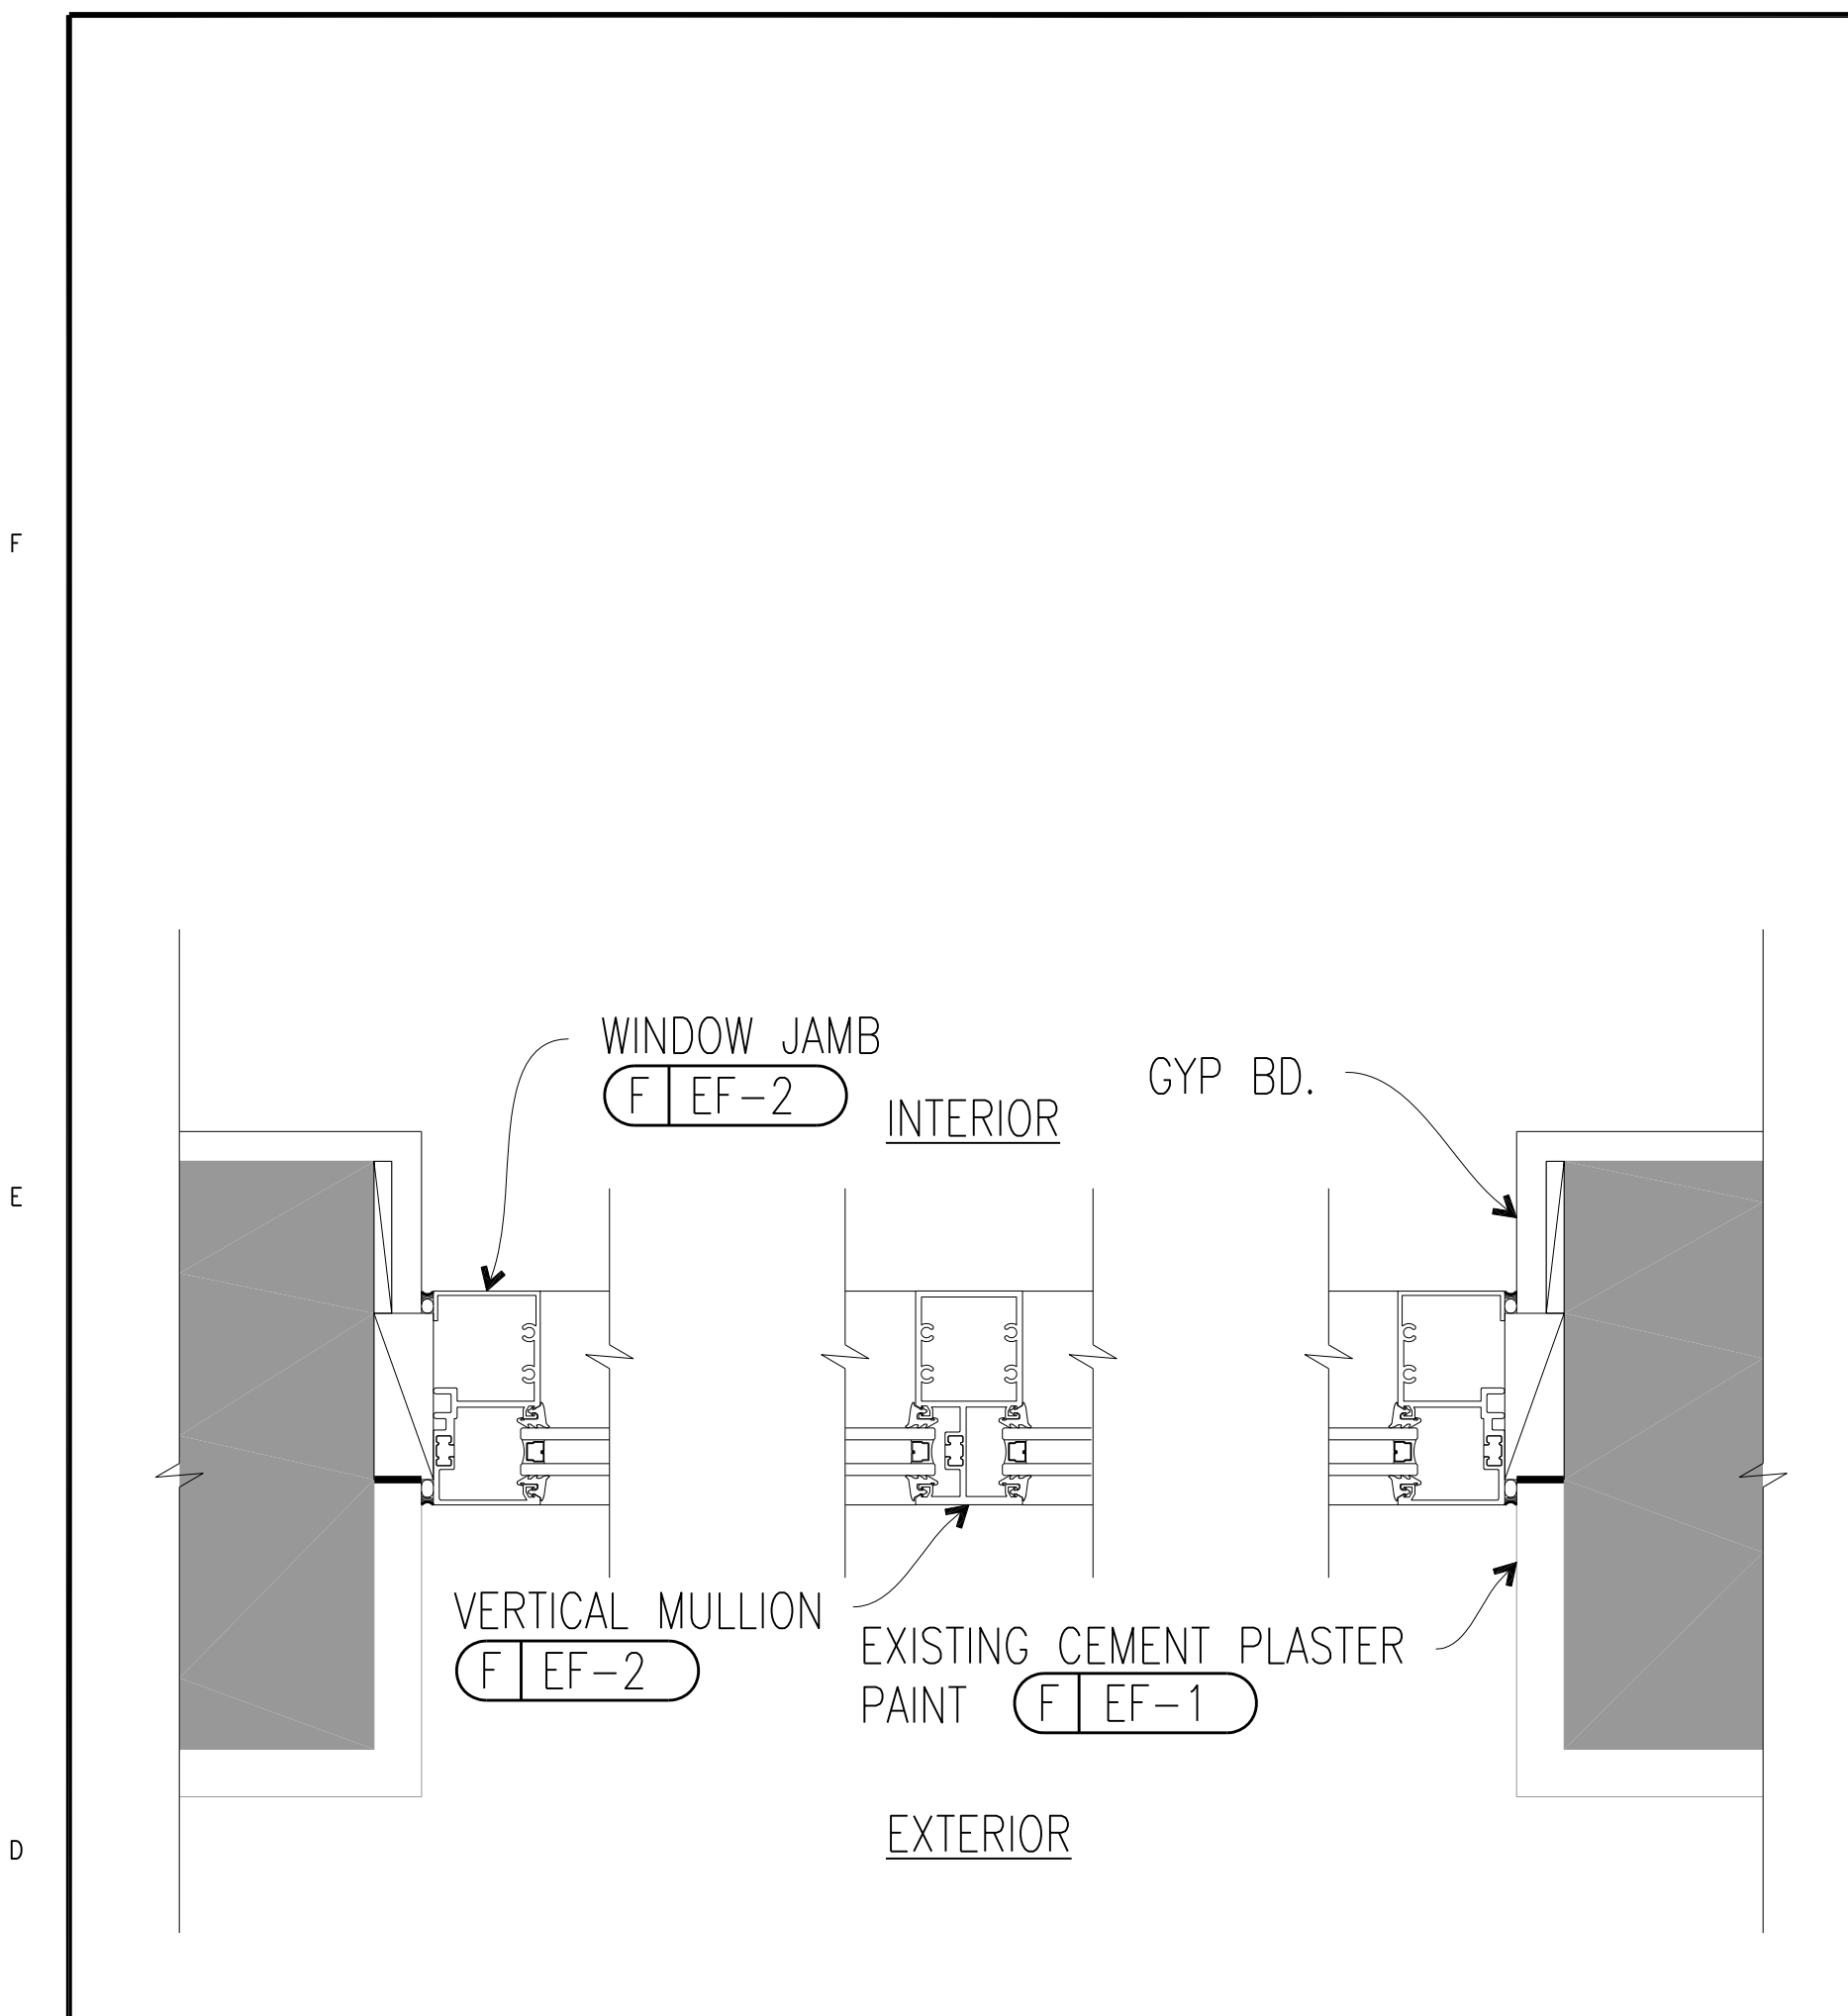 F
WINDOW JAMB
F EF-2
INTERIOR
GYP BD.
E
VERTICAL MULLION
F EF-2
EXISTING CEMENT PLASTER
PAINT F EF-1
EXTERIOR
D